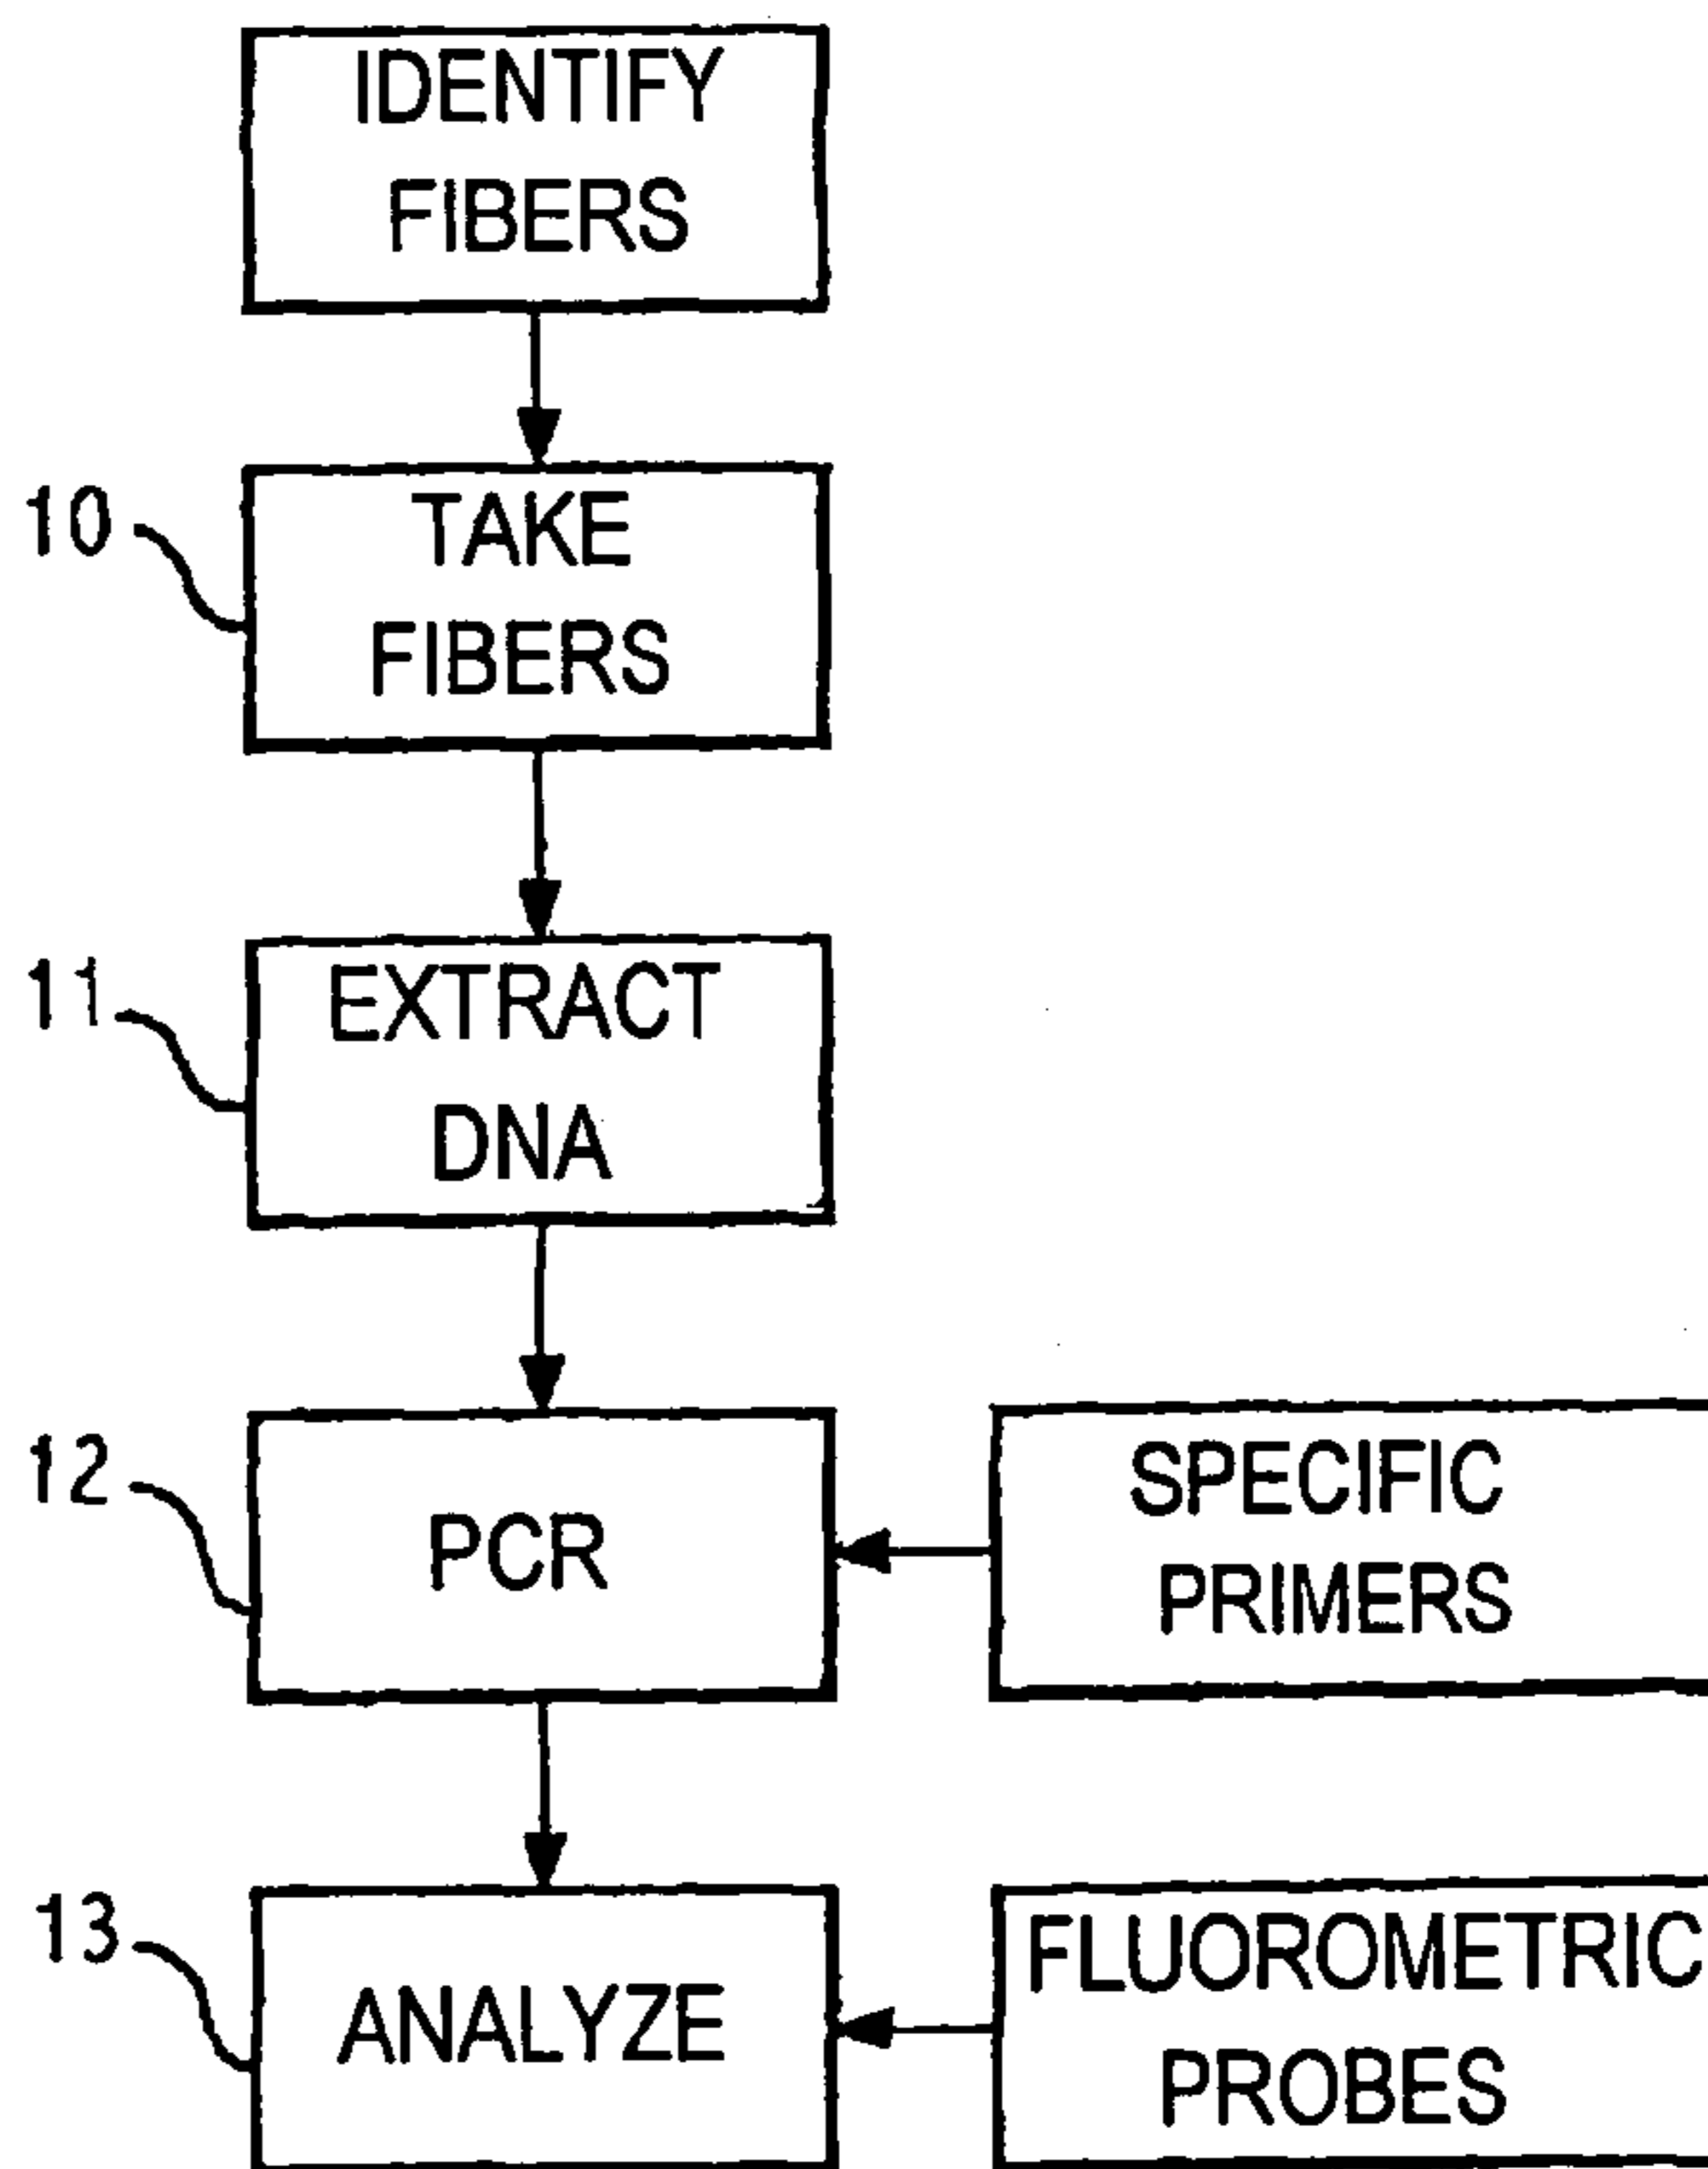 IDENTIFY
FIBERS
10
TAKE
FIBERS
11
EXTRACT
DNA
12
PCR
SPECIFIC
PRIMERS
13
ANALYZE
FLUOROMETRIC
PROBES